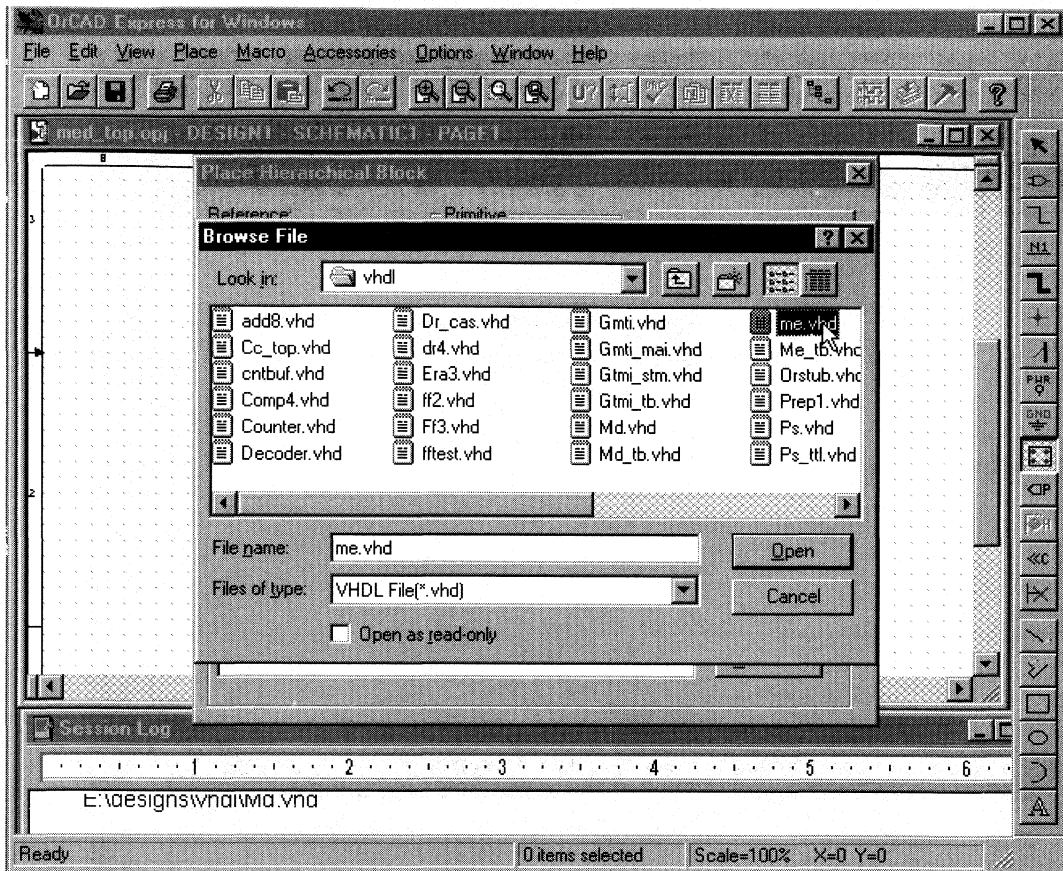 OrCAD Express for Windows
File Edit View Place Macro Accessories Options Window Help
U?
med_top.opj - DESIGN1 - SCHEMATIC1 - PAGE1
B
Place Hierarchical Block
Reference: Primitive
3
Browse File
Look in: vhdl
N1
add8.vhd Dr_cas.vhd Gmti.vhd me.vhd
Cc_top.vhd dr4.vhd Gmti_mai.vhd Me_tb.vhd
cntbuf.vhd Era3.vhd Gtmi_stm.vhd Orstub.vhd
Comp4.vhd ff2.vhd Gtmi_tb.vhd Prep1.vhd
Counter.vhd Ff3.vhd Md.vhd Ps.vhd
Decoder.vhd fftest.vhd Md_tb.vhd Ps_ttl.vhd
PWR
GND
2
File name: me.vhd Open
Files of type: VHDL File(*.vhd) Cancel
Open as read-only
Session Log
1 2 3 4 5 6
E:\designs\vhdl\Md.vhd
Ready 0 items selected Scale=100% X=0 Y=0